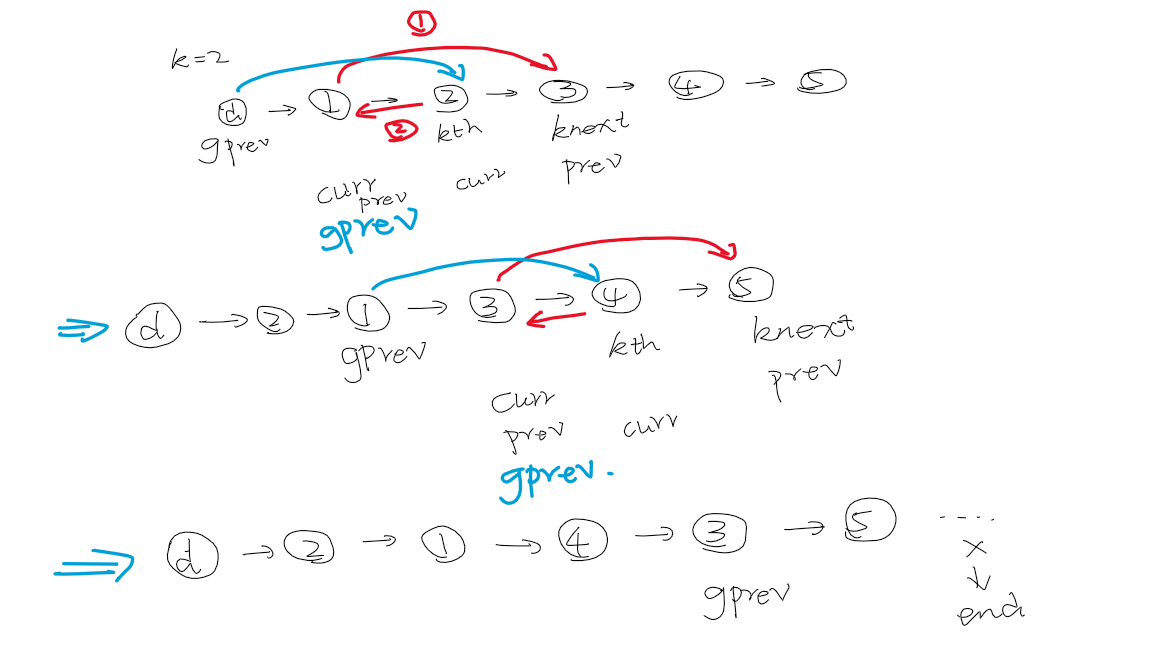 ①
k=2
d → 1 → 2 → 3 → 4 → 5
②
gprev kth knext
curr curr prev
prev
gprev
⇒ d → 2 → 1 → 3 → 4 → 5
gprev kth knext
prev
curr
prev curr
gprev.
⇒ d → 2 → 1 → 4 → 3 → 5 .....
x
↓
gprev end